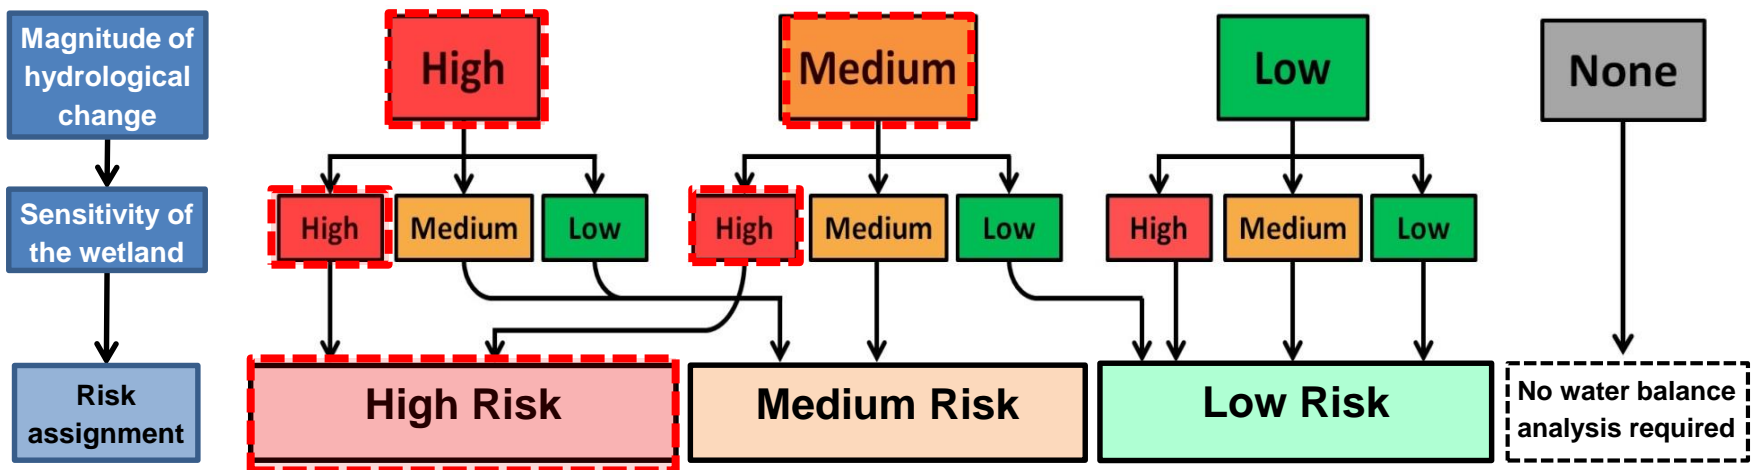 Magnitude of
hydrological
change
High
Medium
Low
None
Sensitivity of
the wetland
High
Medium
Low
High
Medium
Low
High
Medium
Low
Risk
assignment
High Risk
Medium Risk
Low Risk
No water balance
analysis required